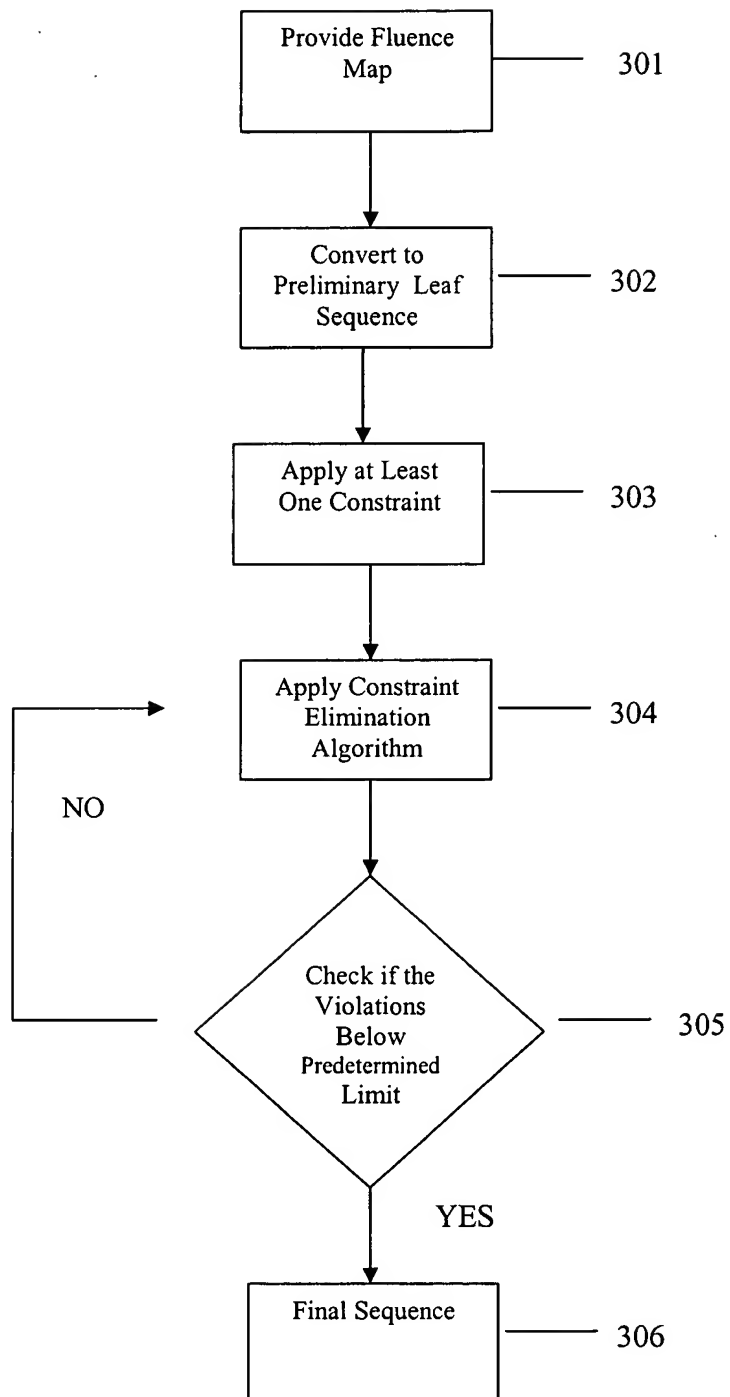 Provide Fluence
Map
301
Convert to
Preliminary Leaf
Sequence
302
Apply at Least
One Constraint
303
Apply Constraint
Elimination
Algorithm
304
NO
Check if the
Violations
Below
Predetermined
Limit
305
YES
Final Sequence
306